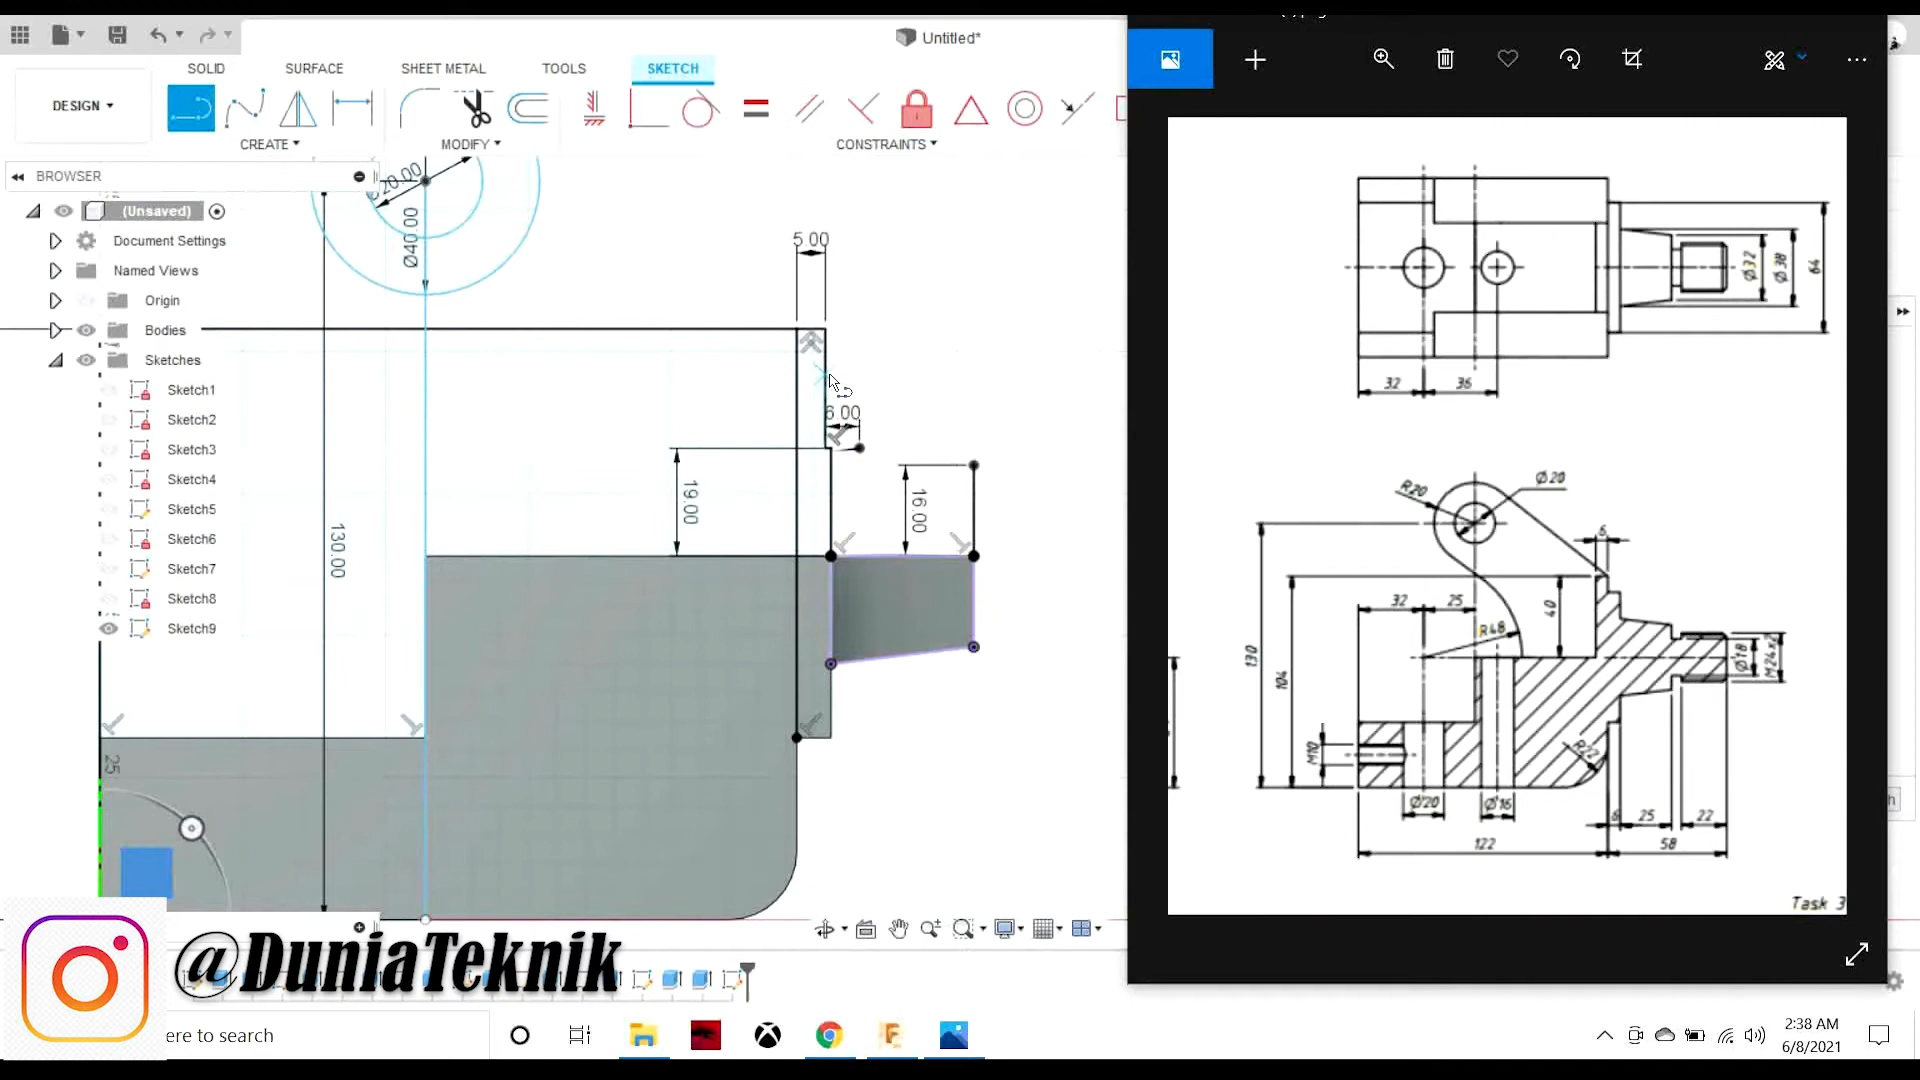 Untitled*
SOLID
SURFACE
SHEET METAL
TOOLS
SKETCH
DESIGN
CREATE
MODIFY
CONSTRAINTS
BROWSER
(Unsaved)
Document Settings
Named Views
Origin
Bodies
Sketches
Sketch1
Sketch2
Sketch3
Sketch4
Sketch5
Sketch6
Sketch7
Sketch8
Sketch9
20.00
Ø40.00
5.00
6.00
19.00
16.00
130.00
25
32
36
Ø32
Ø38
64
R20
Ø20
6
32
25
40
R48
130
104
M10
R22
Ø18
M24x2
Ø20
Ø16
6
25
22
122
58
Task 3
@DuniaTeknik
ere to search
2:38 AM
6/8/2021